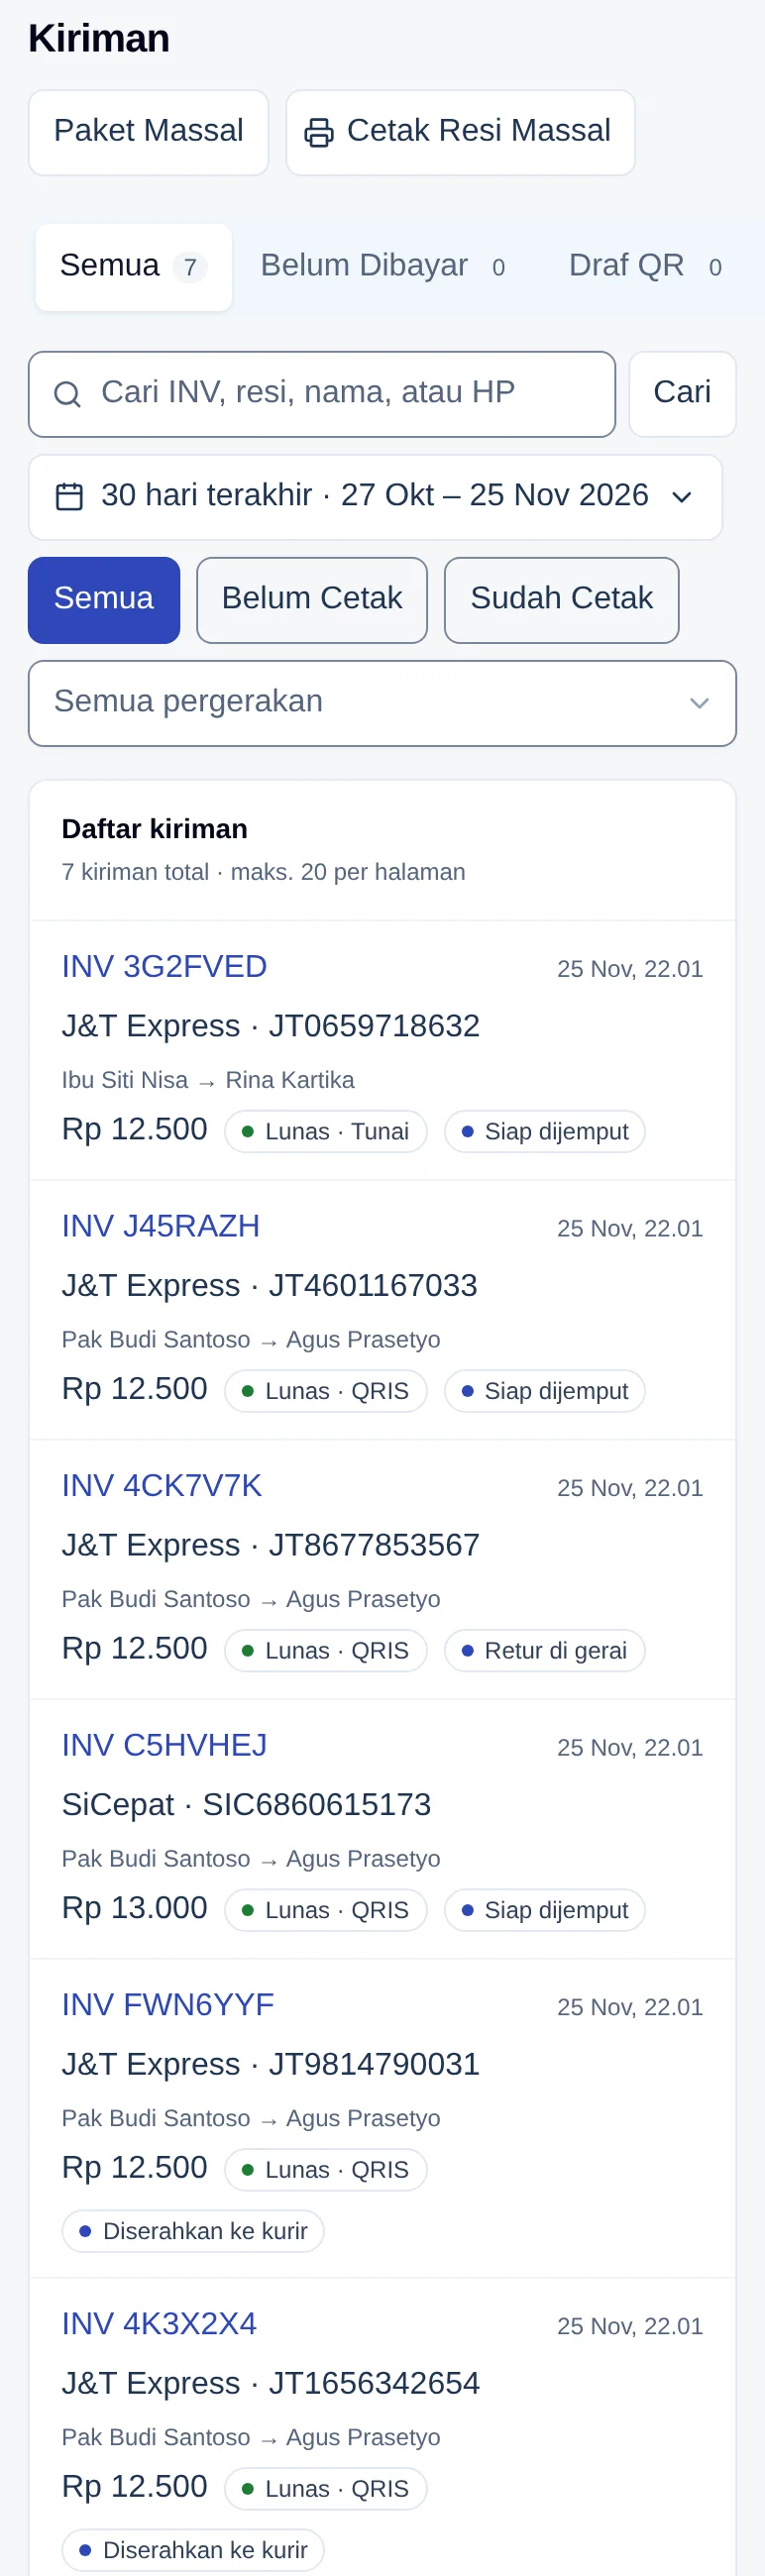 Kiriman
Paket Massal
Cetak Resi Massal
Semua 7
Belum Dibayar 0
Draf QR 0
Cari INV, resi, nama, atau HP
Cari
30 hari terakhir · 27 Okt – 25 Nov 2026
Semua
Belum Cetak
Sudah Cetak
Semua pergerakan
Daftar kiriman
7 kiriman total · maks. 20 per halaman
INV 3G2FVED 25 Nov, 22.01
J&T Express · JT0659718632
Ibu Siti Nisa → Rina Kartika
Rp 12.500 Lunas · Tunai Siap dijemput
INV J45RAZH 25 Nov, 22.01
J&T Express · JT4601167033
Pak Budi Santoso → Agus Prasetyo
Rp 12.500 Lunas · QRIS Siap dijemput
INV 4CK7V7K 25 Nov, 22.01
J&T Express · JT8677853567
Pak Budi Santoso → Agus Prasetyo
Rp 12.500 Lunas · QRIS Retur di gerai
INV C5HVHEJ 25 Nov, 22.01
SiCepat · SIC6860615173
Pak Budi Santoso → Agus Prasetyo
Rp 13.000 Lunas · QRIS Siap dijemput
INV FWN6YYF 25 Nov, 22.01
J&T Express · JT9814790031
Pak Budi Santoso → Agus Prasetyo
Rp 12.500 Lunas · QRIS
Diserahkan ke kurir
INV 4K3X2X4 25 Nov, 22.01
J&T Express · JT1656342654
Pak Budi Santoso → Agus Prasetyo
Rp 12.500 Lunas · QRIS
Diserahkan ke kurir